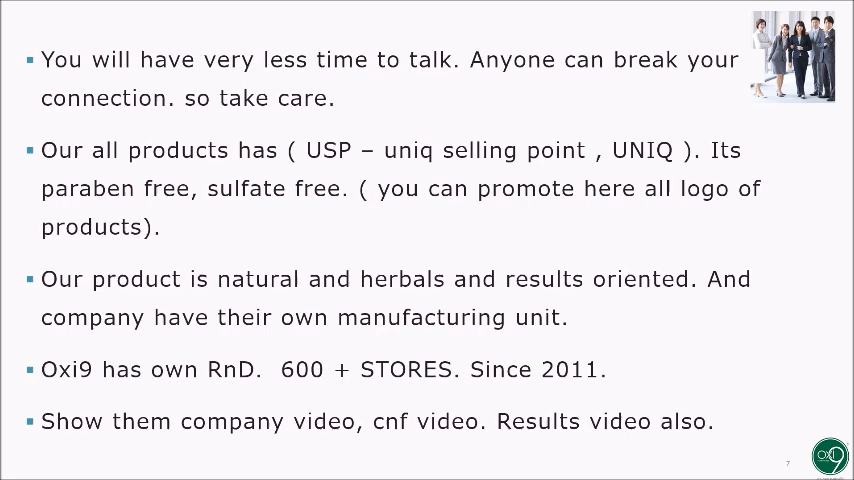 You will have very less time to talk. Anyone can break your
connection. so take care.
Our all products has ( USP – uniq selling point , UNIQ ). Its
paraben free, sulfate free. ( you can promote here all logo of
products).
Our product is natural and herbals and results oriented. And
company have their own manufacturing unit.
Oxi9 has own RnD.  600 + STORES. Since 2011.
Show them company video, cnf video. Results video also.
7
OXI9